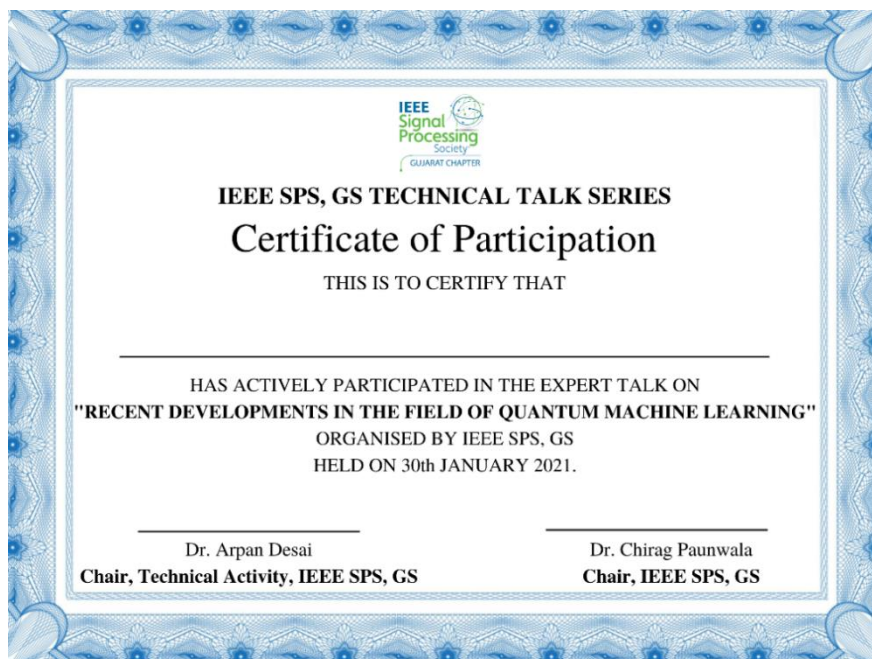 IEEE
Signal
Processing
Society
GUJARAT CHAPTER
IEEE SPS, GS TECHNICAL TALK SERIES
Certificate of Participation
THIS IS TO CERTIFY THAT
HAS ACTIVELY PARTICIPATED IN THE EXPERT TALK ON
"RECENT DEVELOPMENTS IN THE FIELD OF QUANTUM MACHINE LEARNING"
ORGANISED BY IEEE SPS, GS
HELD ON 30th JANUARY 2021.
Dr. Arpan Desai
Chair, Technical Activity, IEEE SPS, GS
Dr. Chirag Paunwala
Chair, IEEE SPS, GS